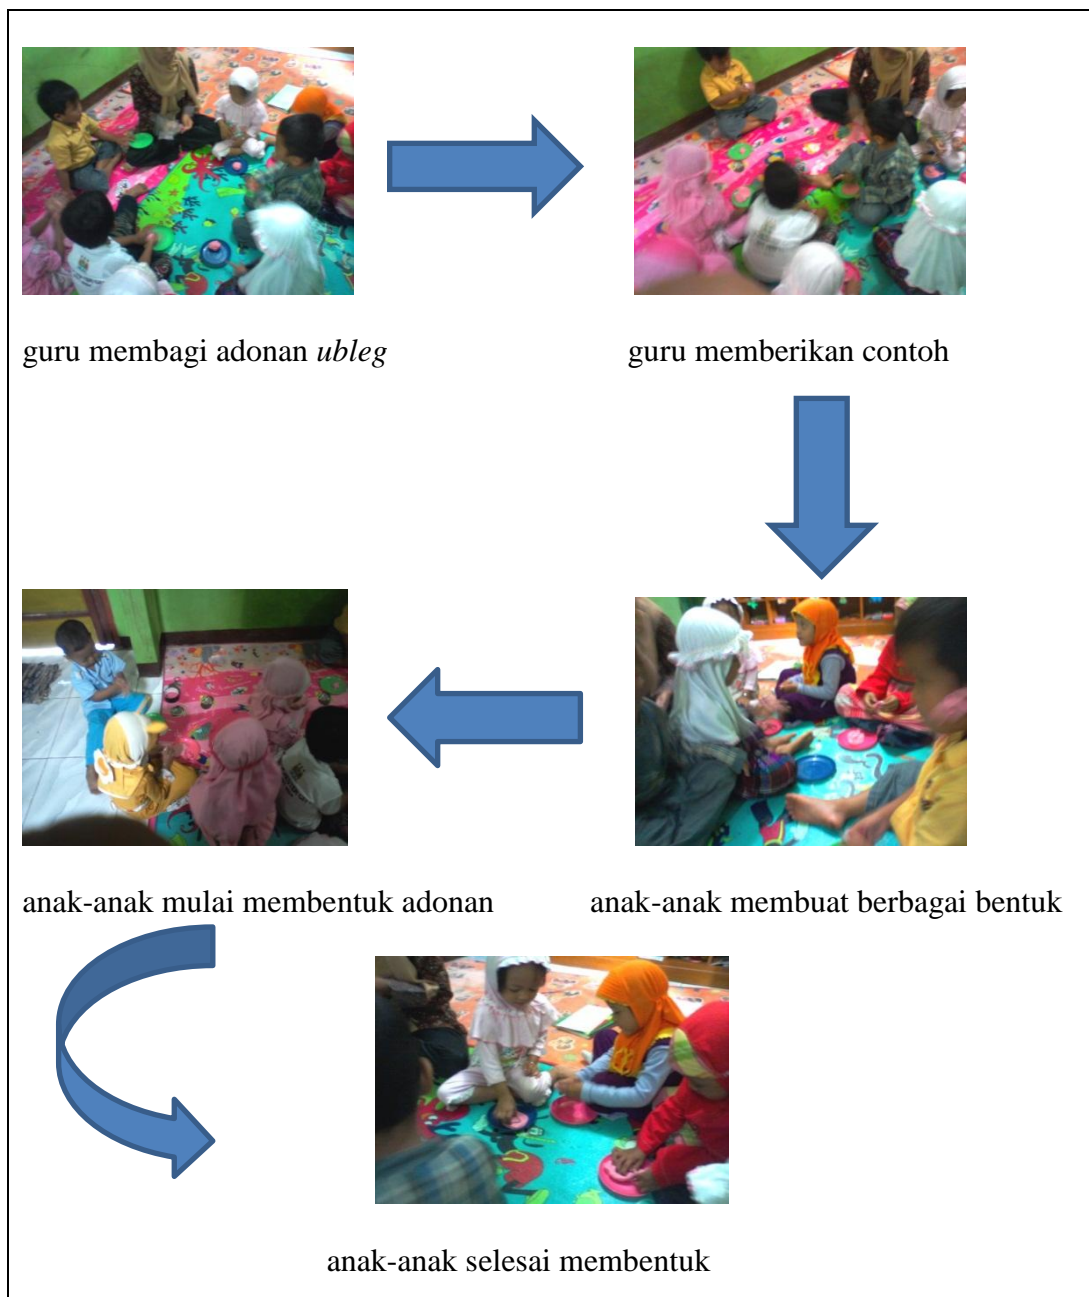 guru membagi adonan ubleg
guru memberikan contoh
anak-anak mulai membentuk adonan
anak-anak membuat berbagai bentuk
anak-anak selesai membentuk